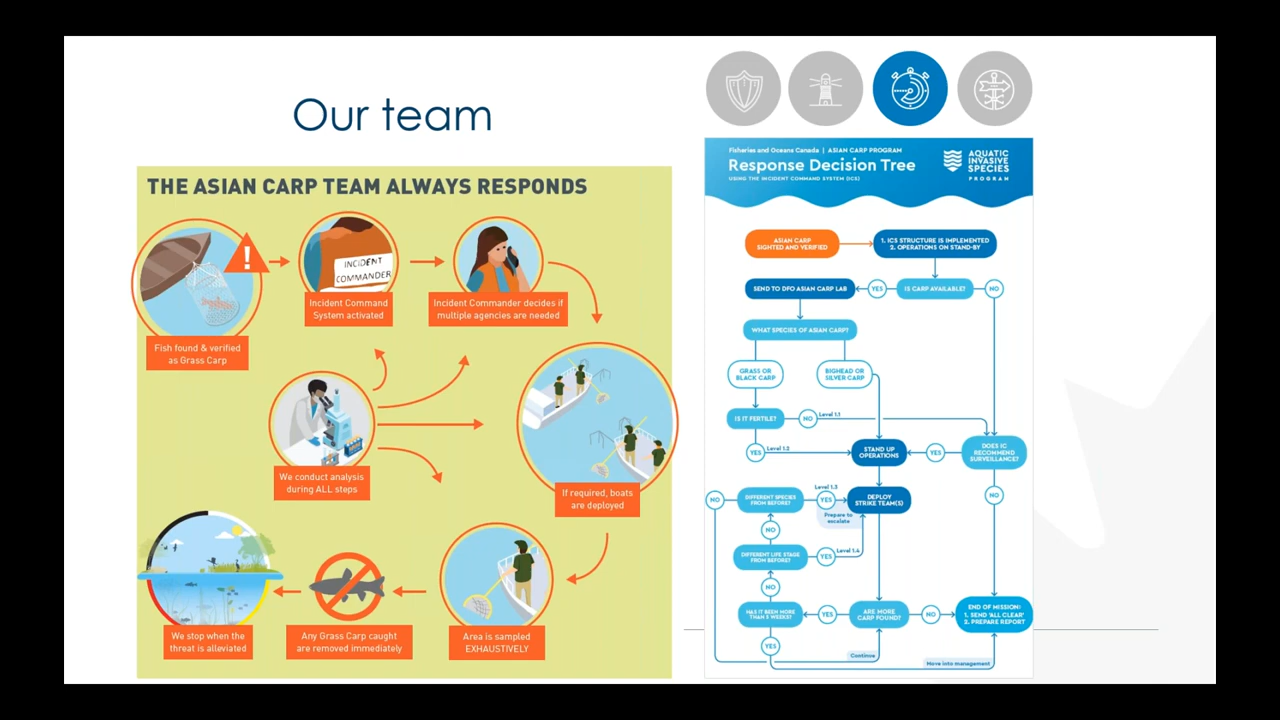 Our team
THE ASIAN CARP TEAM ALWAYS RESPONDS
!
INCIDENT
COMMANDER
Fish found & verified
as Grass Carp
Incident Command
System activated
Incident Commander decides if
multiple agencies are needed
We conduct analysis
during ALL steps
If required, boats
are deployed
We stop when the
threat is alleviated
Any Grass Carp caught
are removed immediately
Area is sampled
EXHAUSTIVELY
Fisheries and Oceans Canada | ASIAN CARP PROGRAM
Response Decision Tree
USING THE INCIDENT COMMAND SYSTEM (ICS)
AQUATIC
INVASIVE
SPECIES
PROGRAM
ASIAN CARP
SIGHTED AND VERIFIED
1. ICS STRUCTURE IS IMPLEMENTED
2. OPERATIONS ON STAND-BY
SEND TO DFO ASIAN CARP LAB
YES
IS CARP AVAILABLE?
NO
WHAT SPECIES OF ASIAN CARP?
GRASS OR
BLACK CARP
BIGHEAD OR
SILVER CARP
IS IT FERTILE?
NO
Level 1.1
YES
Level 1.2
STAND UP
OPERATIONS
YES
DOES IC
RECOMMEND
SURVEILLANCE?
NO
DIFFERENT SPECIES
FROM BEFORE?
Level 1.3
YES
Prepare to
escalate
DEPLOY
STRIKE TEAM(S)
NO
NO
DIFFERENT LIFE STAGE
FROM BEFORE?
YES
Level 1.4
NO
HAS IT BEEN MORE
THAN 5 WEEKS?
YES
ARE MORE
CARP FOUND?
NO
END OF MISSION:
1. SEND 'ALL CLEAR'
2. PREPARE REPORT
YES
Continue
Move into management